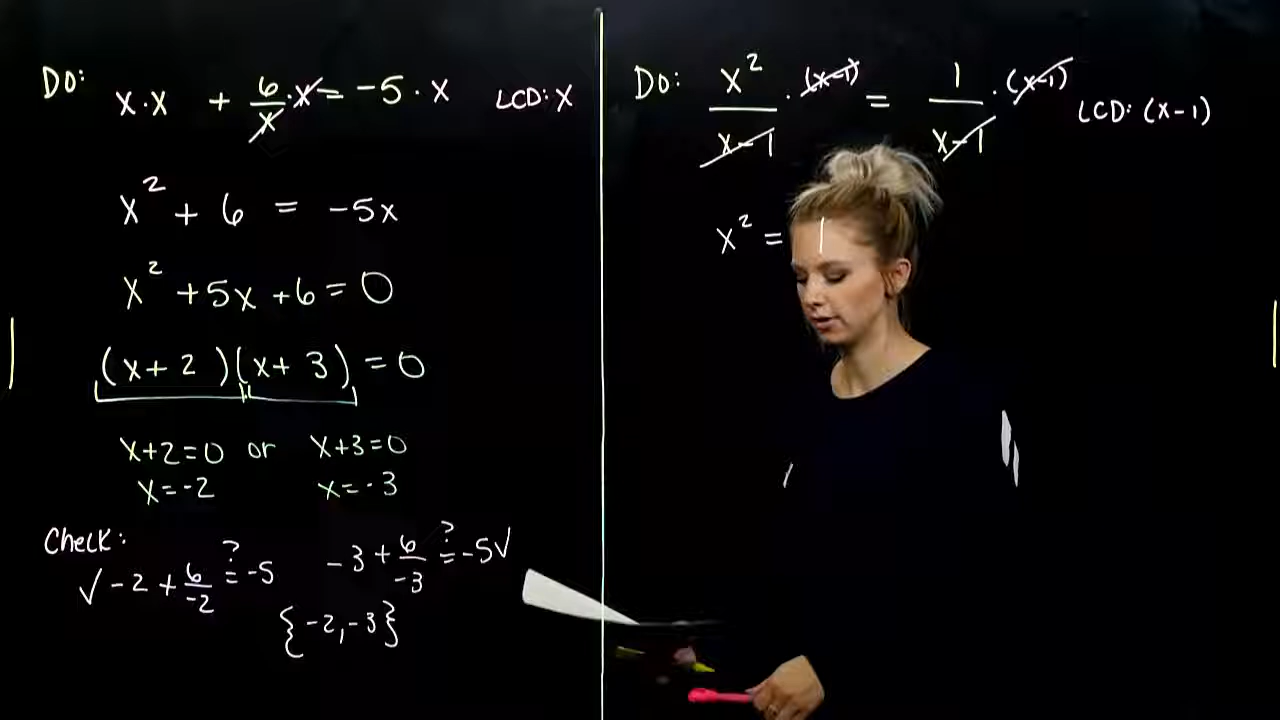 Do: x·x + 6/x·x = -5·x LCD: x
x² + 6 = -5x
x² + 5x + 6 = 0
(x + 2)(x + 3) = 0
x+2=0 or x+3=0
x=-2 x=-3
Check:
√ -2 + 6/-2 ?= -5 -3 + 6/-3 ?= -5 √
{-2, -3}
Do: x²/x-1 · (x-1) = 1/x-1 · (x-1) LCD: (x-1)
x² = 1